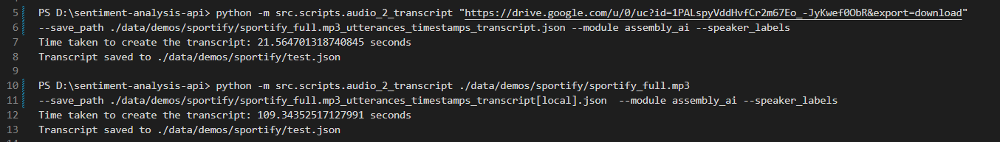 5 PS D:\sentiment-analysis-api> python -m src.scripts.audio_2_transcript "https://drive.google.com/u/0/uc?id=1PALspyVddHvfCr2m67Eo_-JyKwef0ObR&export=download"
6 --save_path ./data/demos/sportify/sportify_full.mp3_utterances_timestamps_transcript.json --module assembly_ai --speaker_labels
7 Time taken to create the transcript: 21.564701318740845 seconds
8 Transcript saved to ./data/demos/sportify/test.json
9
10 PS D:\sentiment-analysis-api> python -m src.scripts.audio_2_transcript ./data/demos/sportify/sportify_full.mp3
11 --save_path ./data/demos/sportify/sportify_full.mp3_utterances_timestamps_transcript[local].json  --module assembly_ai --speaker_labels
12 Time taken to create the transcript: 109.34352517127991 seconds
13 Transcript saved to ./data/demos/sportify/test.json